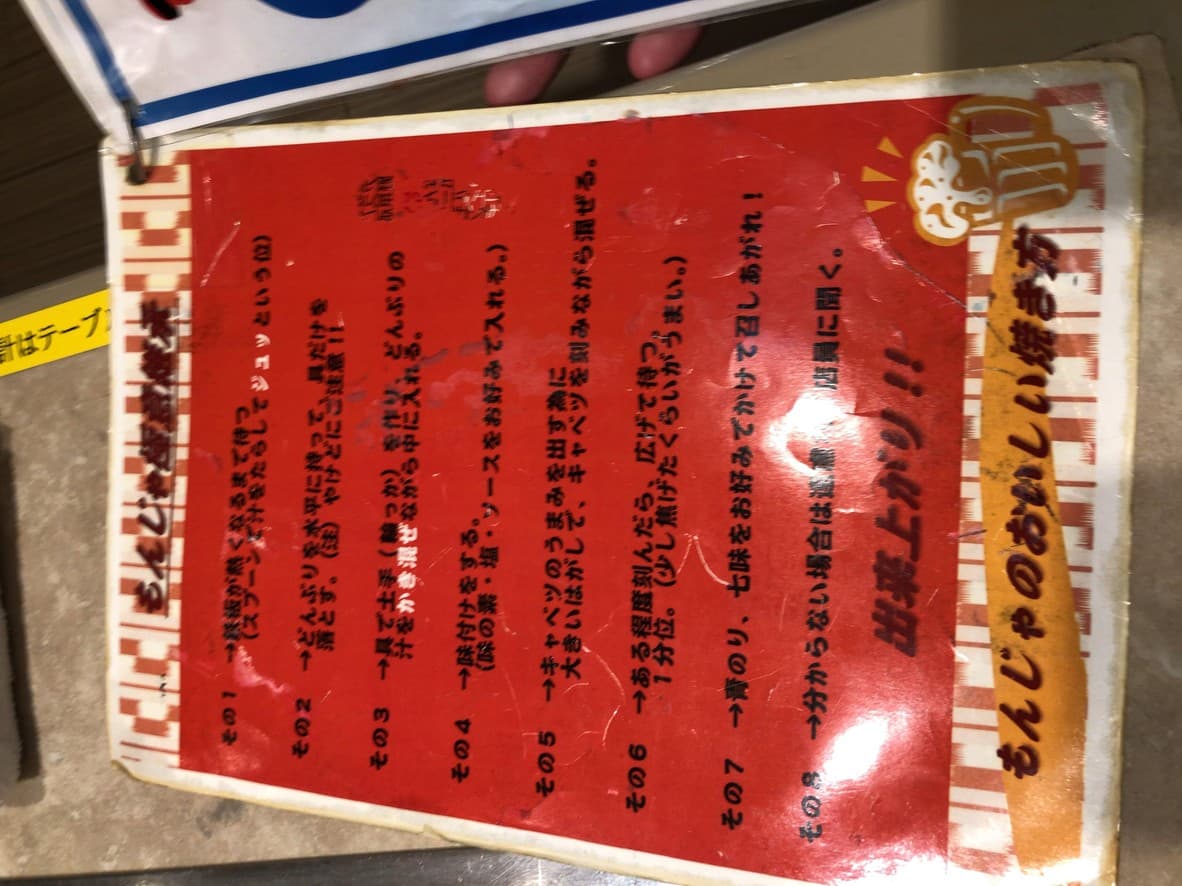 もんじゃ極意皆伝
その1 →鉄板が熱くなるまで待つ
(スプーンで汁をたらしてジュッという位)
その2 →どんぶりを水平に持って、具だけを
落とす。(注)やけどにご注意!!
その3 →具で土手(輪っか)を作り、どんぶりの
汁をかき混ぜながら中に入れる。
その4 →味付けをする。
(味の素・塩・ソースをお好みで入れる。)
その5 →キャベツのうまみを出す為に
大きいはがしで、キャベツを刻みながら混ぜる。
その6 →ある程度刻んだら、広げて待つ。
1分位。(少し焦げたくらいがうまい。)
その7 →青のり、七味をお好みでかけて召しあがれ!
その8 →分からない場合は遠慮 店員に聞く。
出来上がり!!
もんじゃのおいしい焼き方
計はテーブ